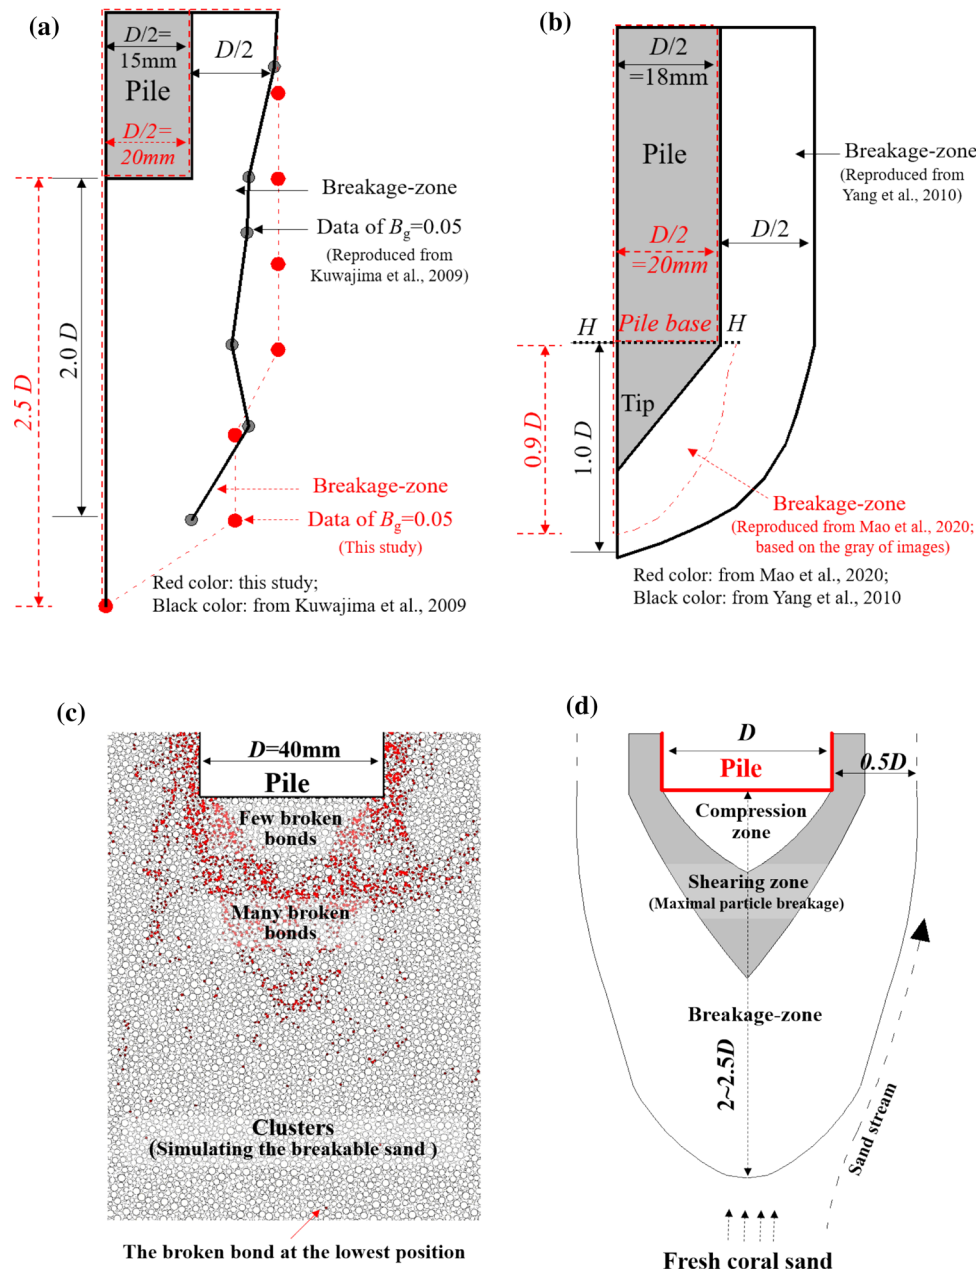 (a)
D/2=
15mm
D/2
Pile
D/2=
20mm
Breakage-zone
Data of Bg=0.05
(Reproduced from
Kuwajima et al., 2009)
2.0 D
2.5 D
Breakage-zone
Data of Bg=0.05
(This study)
Red color: this study;
Black color: from Kuwajima et al., 2009
(b)
D/2
=18mm
Pile
Breakage-zone
(Reproduced from
Yang et al., 2010)
D/2
D/2
=20mm
H
Pile base
H
Tip
0.9 D
1.0 D
Breakage-zone
(Reproduced from Mao et al., 2020;
based on the gray of images)
Red color: from Mao et al., 2020;
Black color: from Yang et al., 2010
(c)
D=40mm
Pile
Few broken
bonds
Many broken
bonds
Clusters
(Simulating the breakable sand )
The broken bond at the lowest position
(d)
D
Pile
0.5D
Compression
zone
Shearing zone
(Maximal particle breakage)
Breakage-zone
2~2.5D
Sand stream
Fresh coral sand